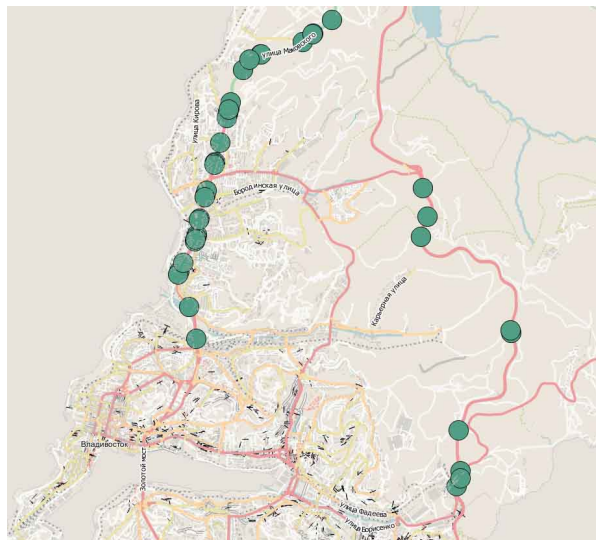 улица Маковского
улица Кирова
Бородинская улица
Карьерная улица
Владивосток
Золотой мост
улица Фадеева
улица Борисенко